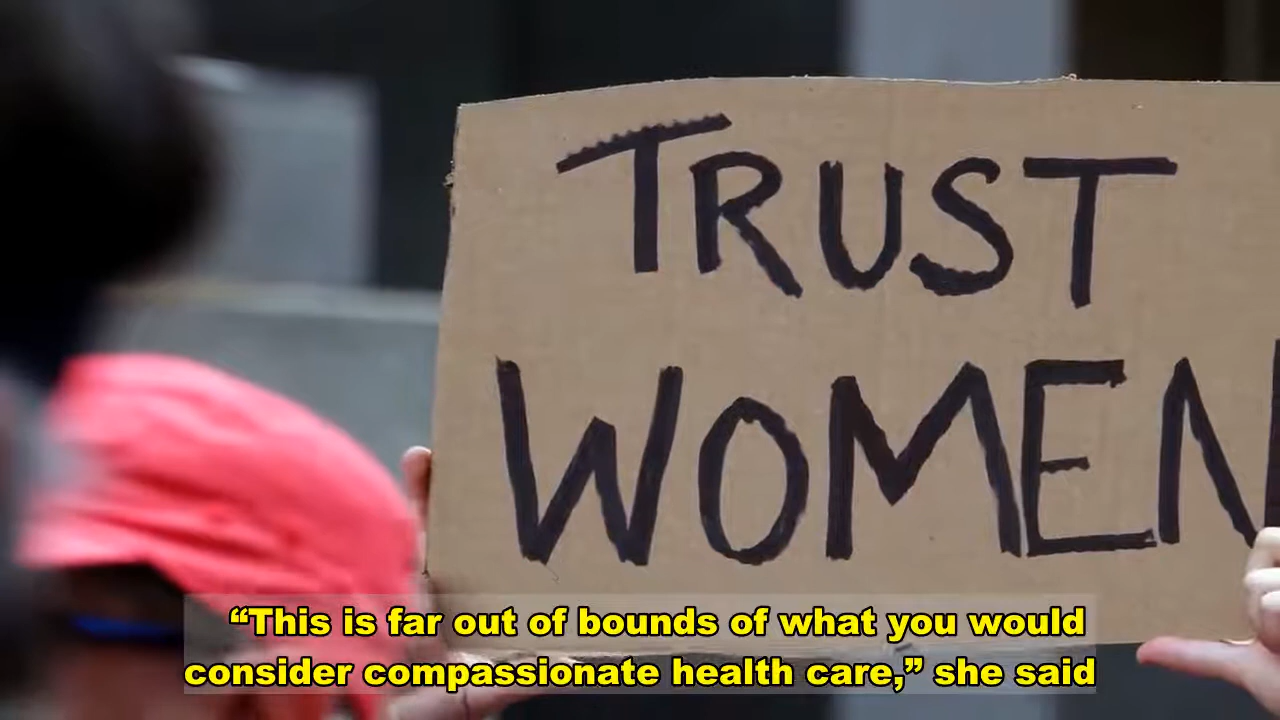 TRUST
WOMEN
“This is far out of bounds of what you would
consider compassionate health care,” she said